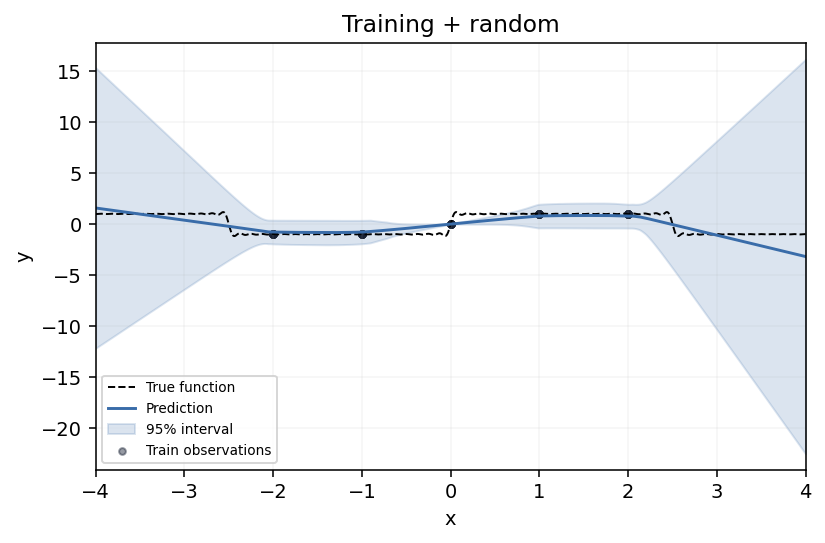 Training + random
15
10
5
0
−5
−10
−15
−20
y
True function
Prediction
95% interval
Train observations
−4 −3 −2 −1 0 1 2 3 4
x